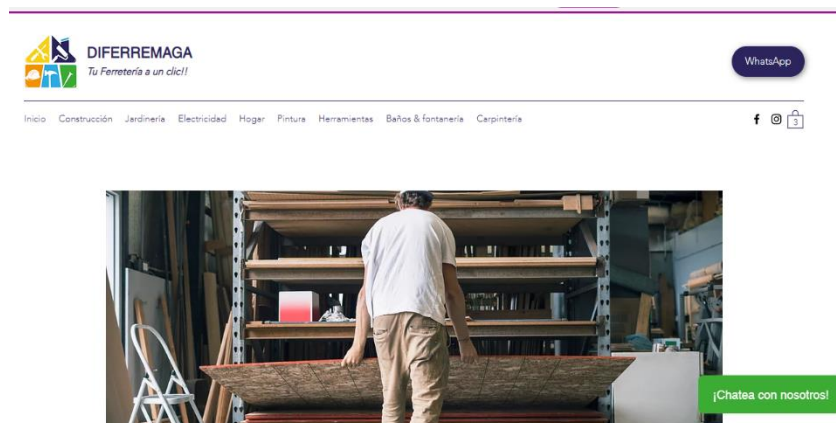 DIFERREMAGA
Tu Ferretería a un clic!!
WhatsApp
Inicio Construcción Jardinería Electricidad Hogar Pintura Herramientas Baños & fontanería Carpintería
3
¡Chatea con nosotros!